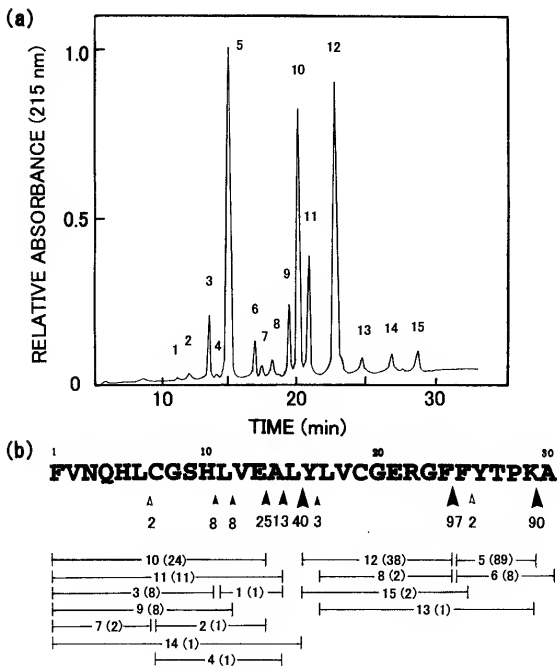 (a)
RELATIVE ABSORBANCE (215 nm)
1.0
0.5
0
1
2
3
4
5
6
7
8
9
10
11
12
13
14
15
10
20
30
TIME (min)
(b)
1 10 20 30
FVNQHLCGSHLVEALYLVCGERGFFYTPKA
2 8 8 25 13 40 3 97 2 90
10 (24) 12 (38) 5 (89)
11 (11) 8 (2) 6 (8)
3 (8) 1 (1) 15 (2)
9 (8) 13 (1)
7 (2) 2 (1)
14 (1)
4 (1)